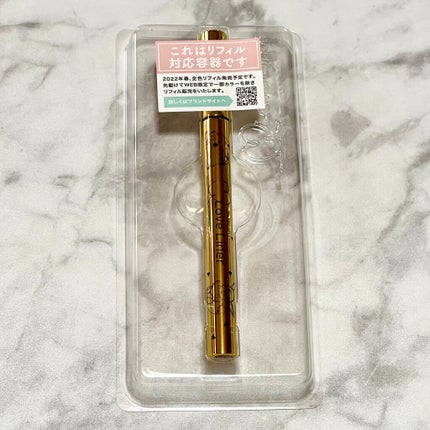 これはリフィル
対応容器です
2022年春、全色リフィル発売予定です。
先駆けてWEB限定で一部カラーを除き
リフィル販売をいたします。
詳しくはブランドサイトへ
Love Liner